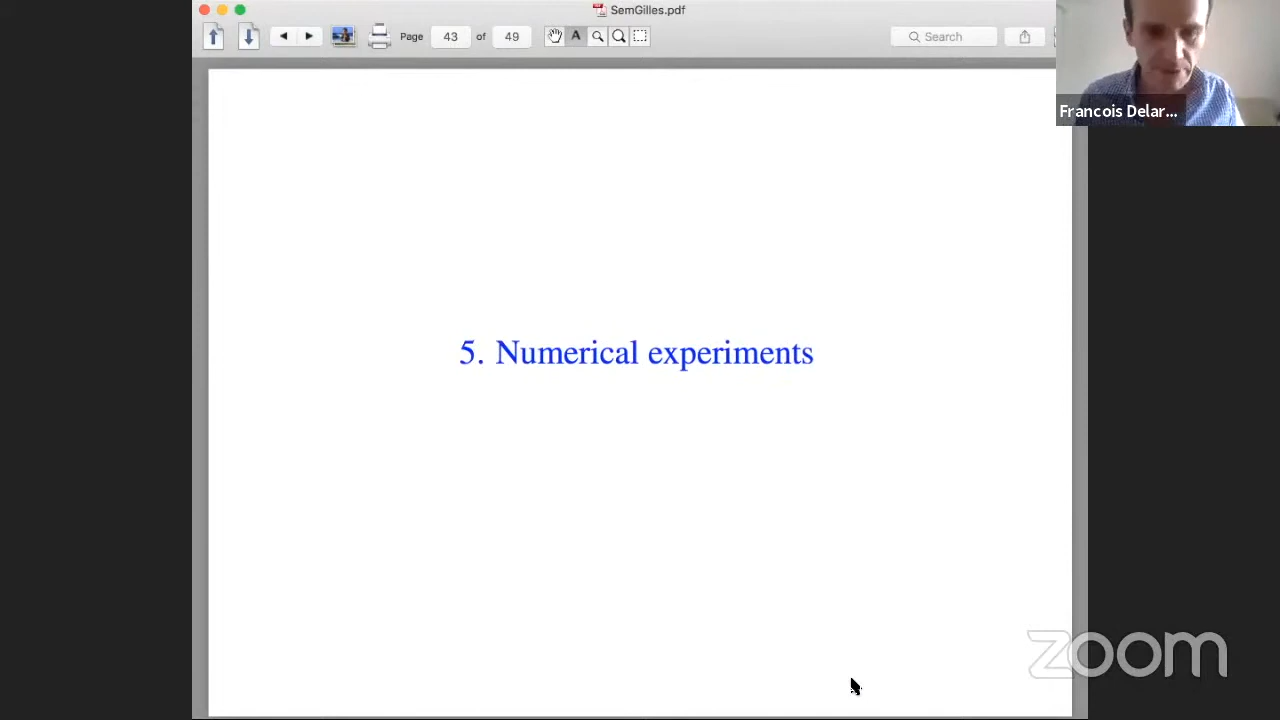 SemGilles.pdf
Page 43 of 49
A
Search
Francois Delar...
5. Numerical experiments
zoom